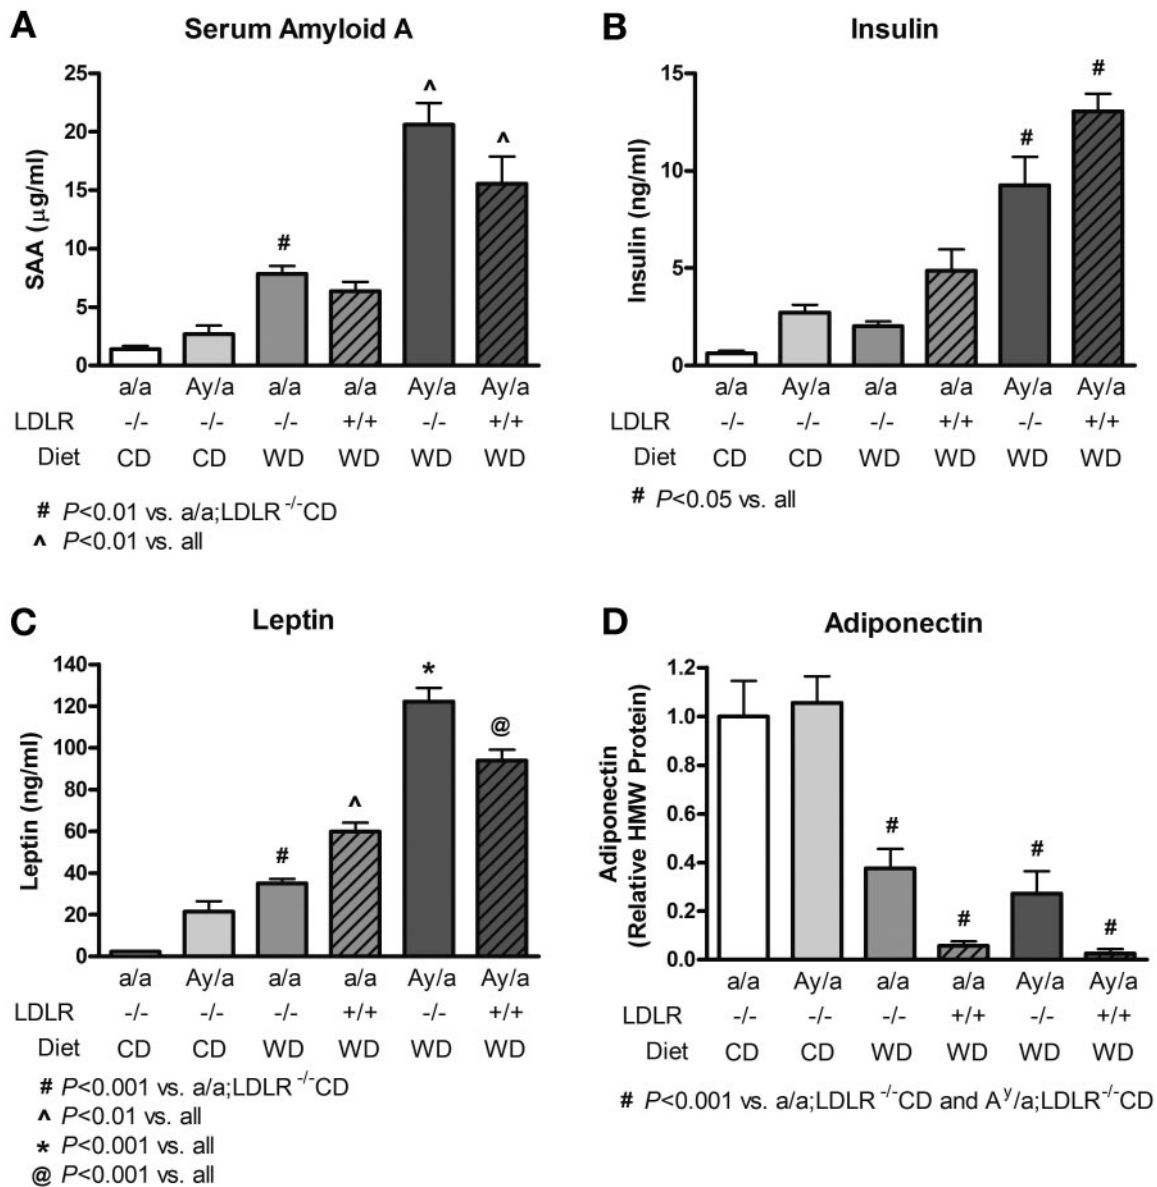 A Serum Amyloid A
25
20
15
10
5
0
SAA (μg/ml)
^
^
#
a/a Ay/a a/a a/a Ay/a Ay/a
LDLR -/- -/- -/- +/+ -/- +/+
Diet CD CD WD WD WD WD
# P<0.01 vs. a/a;LDLR -/- CD
^ P<0.01 vs. all
B Insulin
15
10
5
0
Insulin (ng/ml)
#
#
a/a Ay/a a/a a/a Ay/a Ay/a
LDLR -/- -/- -/- +/+ -/- +/+
Diet CD CD WD WD WD WD
# P<0.05 vs. all
C Leptin
140
120
100
80
60
40
20
0
Leptin (ng/ml)
*
@
^
#
a/a Ay/a a/a a/a Ay/a Ay/a
LDLR -/- -/- -/- +/+ -/- +/+
Diet CD CD WD WD WD WD
# P<0.001 vs. a/a;LDLR -/- CD
^ P<0.01 vs. all
* P<0.001 vs. all
@ P<0.001 vs. all
D Adiponectin
1.2
1.0
0.8
0.6
0.4
0.2
0.0
Adiponectin
(Relative HMW Protein)
#
#
#
#
a/a Ay/a a/a a/a Ay/a Ay/a
LDLR -/- -/- -/- +/+ -/- +/+
Diet CD CD WD WD WD WD
# P<0.001 vs. a/a;LDLR -/- CD and Ay/a;LDLR-/- CD